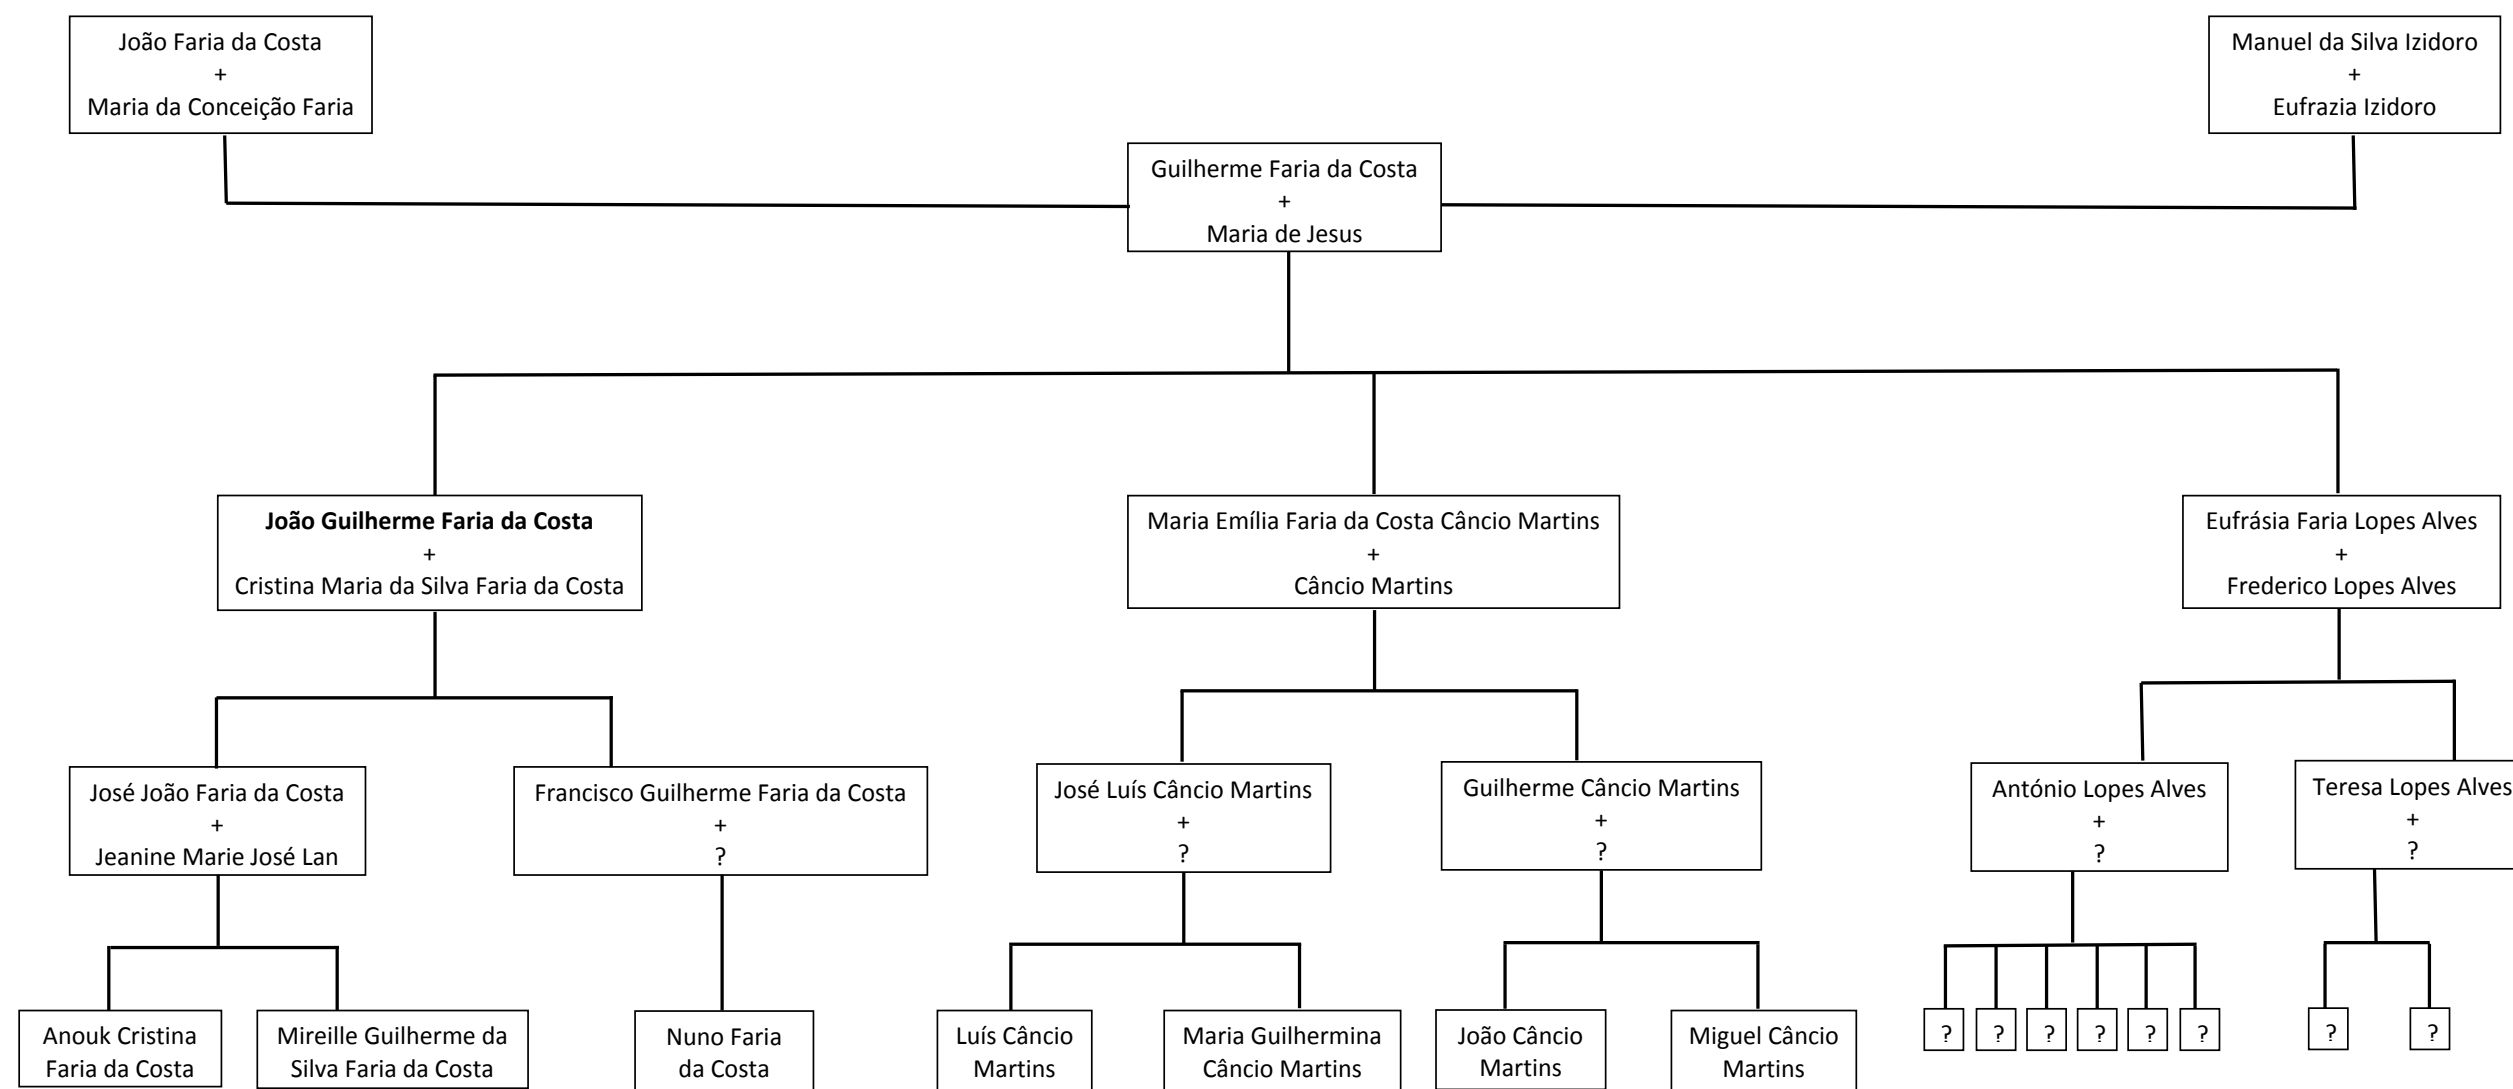 João Faria da Costa
+
Maria da Conceição Faria
Manuel da Silva Izidoro
+
Eufrazia Izidoro
Guilherme Faria da Costa
+
Maria de Jesus
João Guilherme Faria da Costa
+
Cristina Maria da Silva Faria da Costa
Maria Emília Faria da Costa Câncio Martins
+
Câncio Martins
Eufrásia Faria Lopes Alves
+
Frederico Lopes Alves
José João Faria da Costa
+
Jeanine Marie José Lan
Francisco Guilherme Faria da Costa
+
?
José Luís Câncio Martins
+
?
Guilherme Câncio Martins
+
?
António Lopes Alves
+
?
Teresa Lopes Alves
+
?
Anouk Cristina
Faria da Costa
Mireille Guilherme da
Silva Faria da Costa
Nuno Faria
da Costa
Luís Câncio
Martins
Maria Guilhermina
Câncio Martins
João Câncio
Martins
Miguel Câncio
Martins
?
?
?
?
?
?
?
?